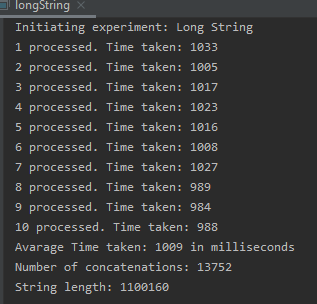 longString
Initiating experiment: Long String
1 processed. Time taken: 1033
2 processed. Time taken: 1005
3 processed. Time taken: 1017
4 processed. Time taken: 1023
5 processed. Time taken: 1016
6 processed. Time taken: 1008
7 processed. Time taken: 1027
8 processed. Time taken: 989
9 processed. Time taken: 984
10 processed. Time taken: 988
Avarage Time taken: 1009 in milliseconds
Number of concatenations: 13752
String length: 1100160